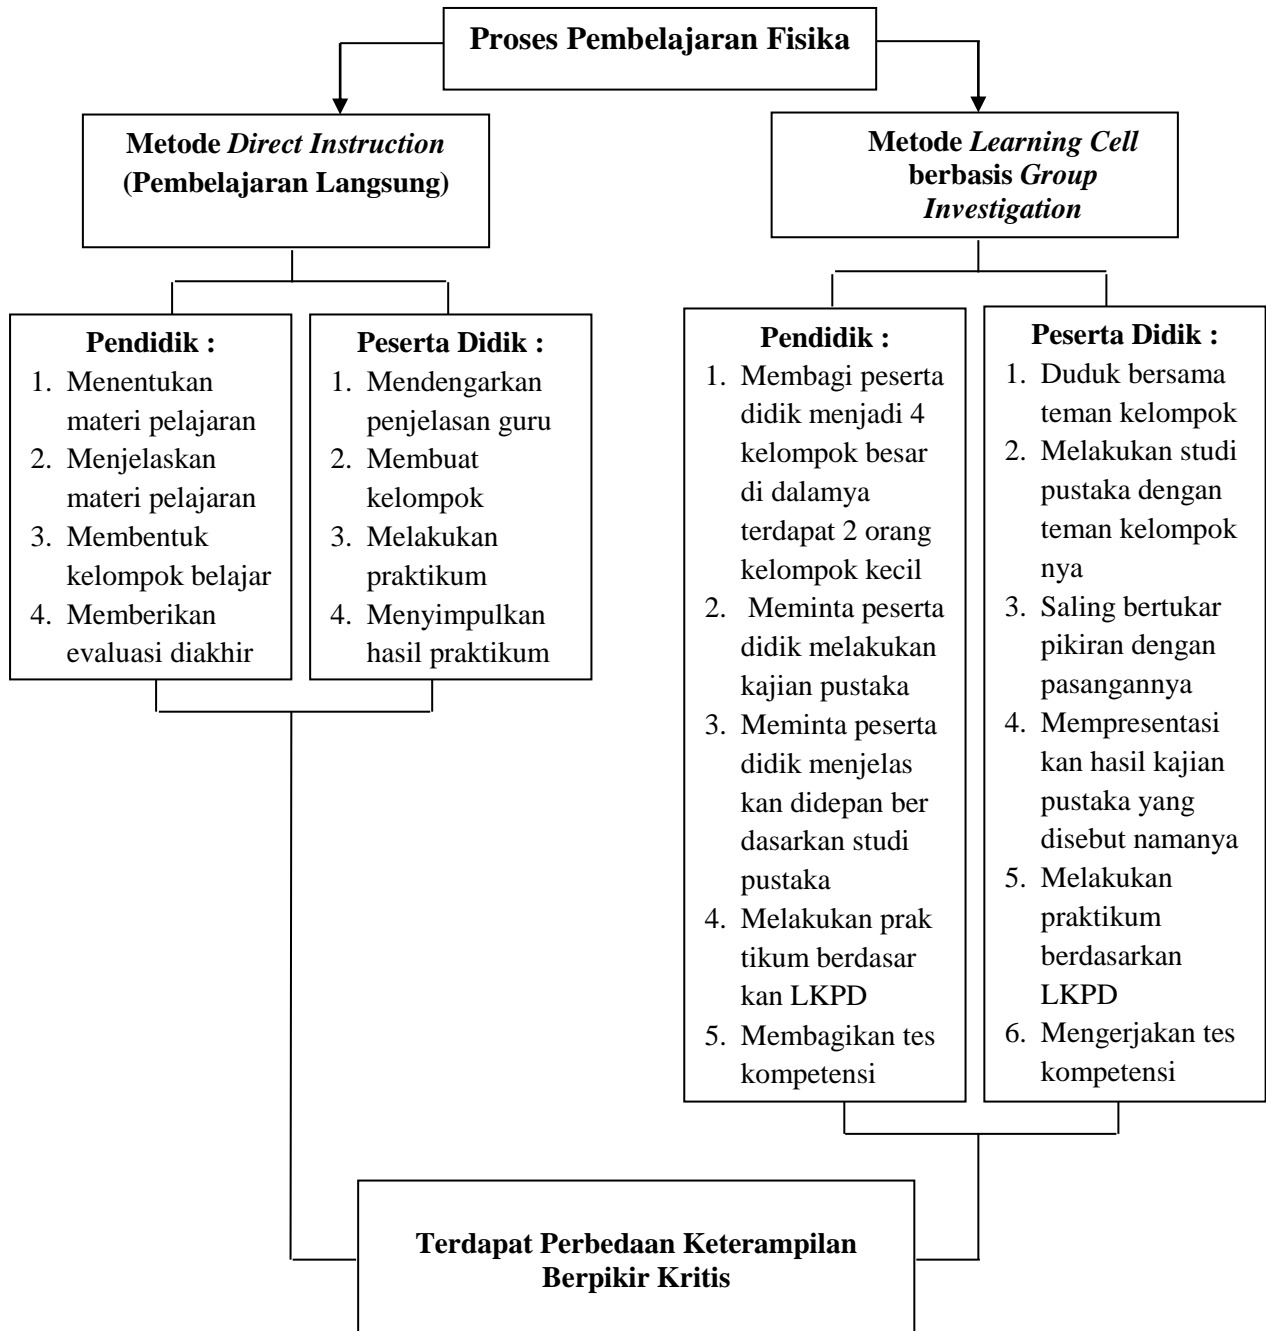 Proses Pembelajaran Fisika
Metode Direct Instruction
(Pembelajaran Langsung)
Metode Learning Cell
berbasis Group
Investigation
Pendidik :
1. Menentukan
materi pelajaran
2. Menjelaskan
materi pelajaran
3. Membentuk
kelompok belajar
4. Memberikan
evaluasi diakhir
Peserta Didik :
1. Mendengarkan
penjelasan guru
2. Membuat
kelompok
3. Melakukan
praktikum
4. Menyimpulkan
hasil praktikum
Pendidik :
1. Membagi peserta
didik menjadi 4
kelompok besar
di dalamya
terdapat 2 orang
kelompok kecil
2. Meminta peserta
didik melakukan
kajian pustaka
3. Meminta peserta
didik menjelas
kan didepan ber
dasarkan studi
pustaka
4. Melakukan prak
tikum berdasar
kan LKPD
5. Membagikan tes
kompetensi
Peserta Didik :
1. Duduk bersama
teman kelompok
2. Melakukan studi
pustaka dengan
teman kelompok
nya
3. Saling bertukar
pikiran dengan
pasangannya
4. Mempresentasi
kan hasil kajian
pustaka yang
disebut namanya
5. Melakukan
praktikum
berdasarkan
LKPD
6. Mengerjakan tes
kompetensi
Terdapat Perbedaan Keterampilan
Berpikir Kritis